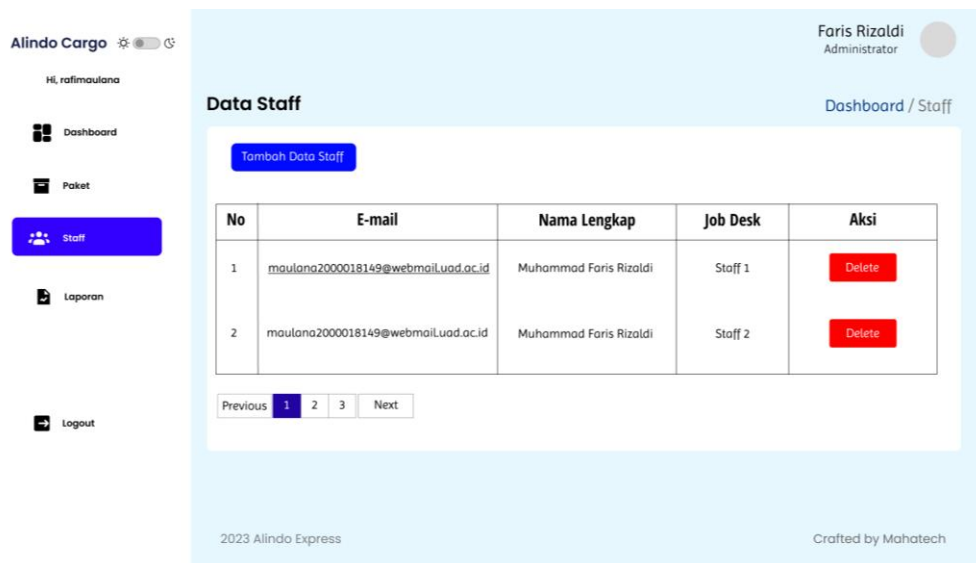 Alindo Cargo
Hi, rafimaulana
Dashboard
Paket
Staff
Laporan
Logout
Faris Rizaldi
Administrator
Data Staff
Dashboard / Staff
Tambah Data Staff
No E-mail Nama Lengkap Job Desk Aksi
1 maulana2000018149@webmail.uad.ac.id Muhammad Faris Rizaldi Staff 1 Delete
2 maulana2000018149@webmail.uad.ac.id Muhammad Faris Rizaldi Staff 2 Delete
Previous 1 2 3 Next
2023 Alindo Express
Crafted by Mahatech